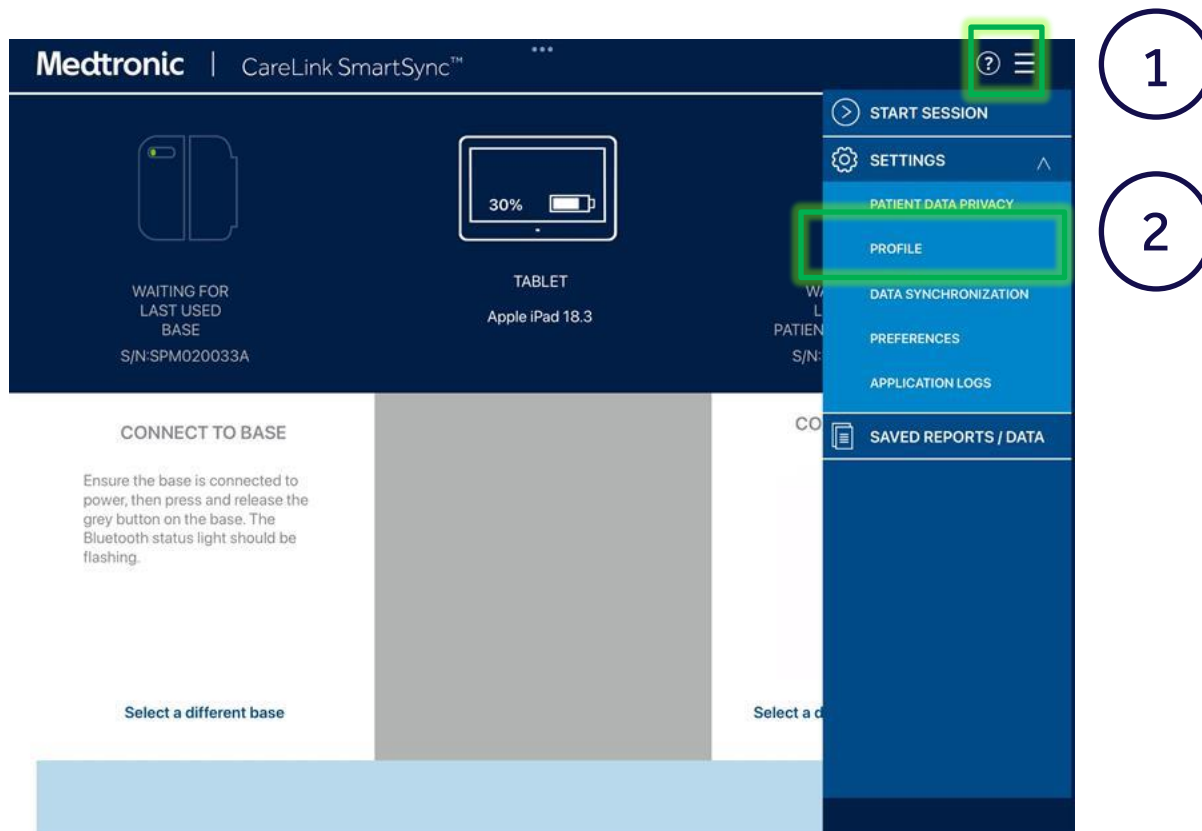 Medtronic | CareLink SmartSync™
?
1
START SESSION
SETTINGS
PATIENT DATA PRIVACY
2
PROFILE
DATA SYNCHRONIZATION
PREFERENCES
APPLICATION LOGS
SAVED REPORTS / DATA
WAITING FOR
LAST USED
BASE
S/N:SPM020033A
30%
TABLET
Apple iPad 18.3
PATIEN
S/N:
CONNECT TO BASE
Ensure the base is connected to
power, then press and release the
grey button on the base. The
Bluetooth status light should be
flashing.
Select a different base
CO
Select a d